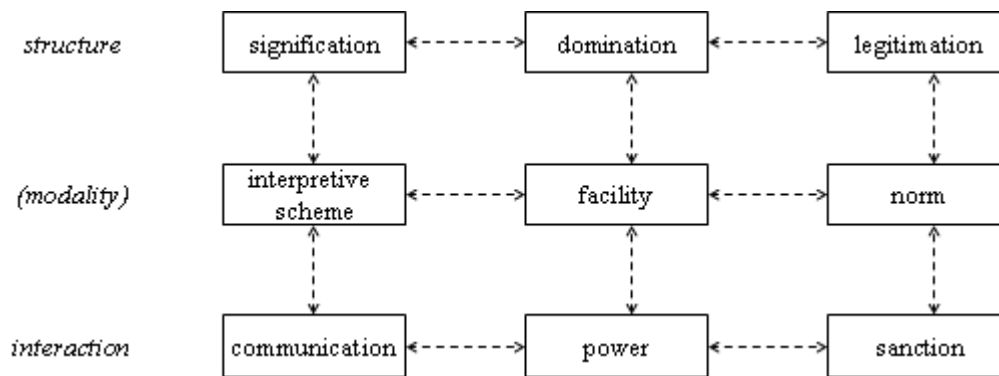 structure signification domination legitimation
(modality) interpretive scheme facility norm
interaction communication power sanction